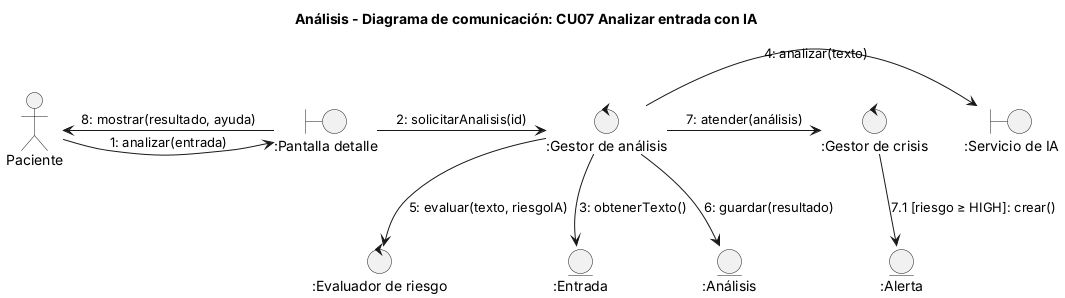 Análisis - Diagrama de comunicación: CU07 Analizar entrada con IA
4: analizar(texto)
8: mostrar(resultado, ayuda)
2: solicitarAnalisis(id)
7: atender(análisis)
1: analizar(entrada)
Paciente
:Pantalla detalle
:Gestor de análisis
:Gestor de crisis
:Servicio de IA
5: evaluar(texto, riesgoIA)
3: obtenerTexto()
6: guardar(resultado)
7.1 [riesgo ≥ HIGH]: crear()
:Evaluador de riesgo
:Entrada
:Análisis
:Alerta